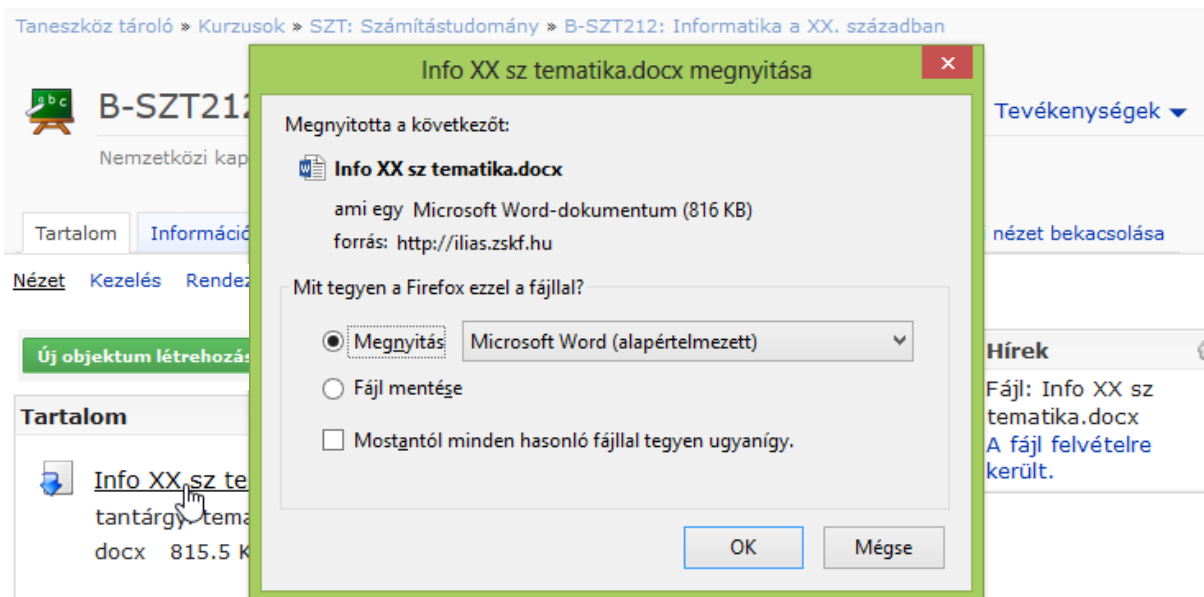 Taneszköz tároló » Kurzusok » SZT: Számítástudomány » B-SZT212: Informatika a XX. században
Info XX sz tematika.docx megnyitása
B-SZT212
Tevékenységek
Nemzetközi kap
Megnyitotta a következőt:
Info XX sz tematika.docx
ami egy Microsoft Word-dokumentum (816 KB)
forrás: http://ilias.zskf.hu
Tartalom Információ
nézet bekacsolása
Nézet Kezelés Rendez
Mit tegyen a Firefox ezzel a fájllal?
Megnyitás Microsoft Word (alapértelmezett)
Fájl mentése
Mostantól minden hasonló fájllal tegyen ugyanígy.
OK Mégse
Új objektum létrehozás
Tartalom
Info XX sz te
tantárgy tema
docx 815.5 K
Hírek
Fájl: Info XX sz
tematika.docx
A fájl felvételre
került.